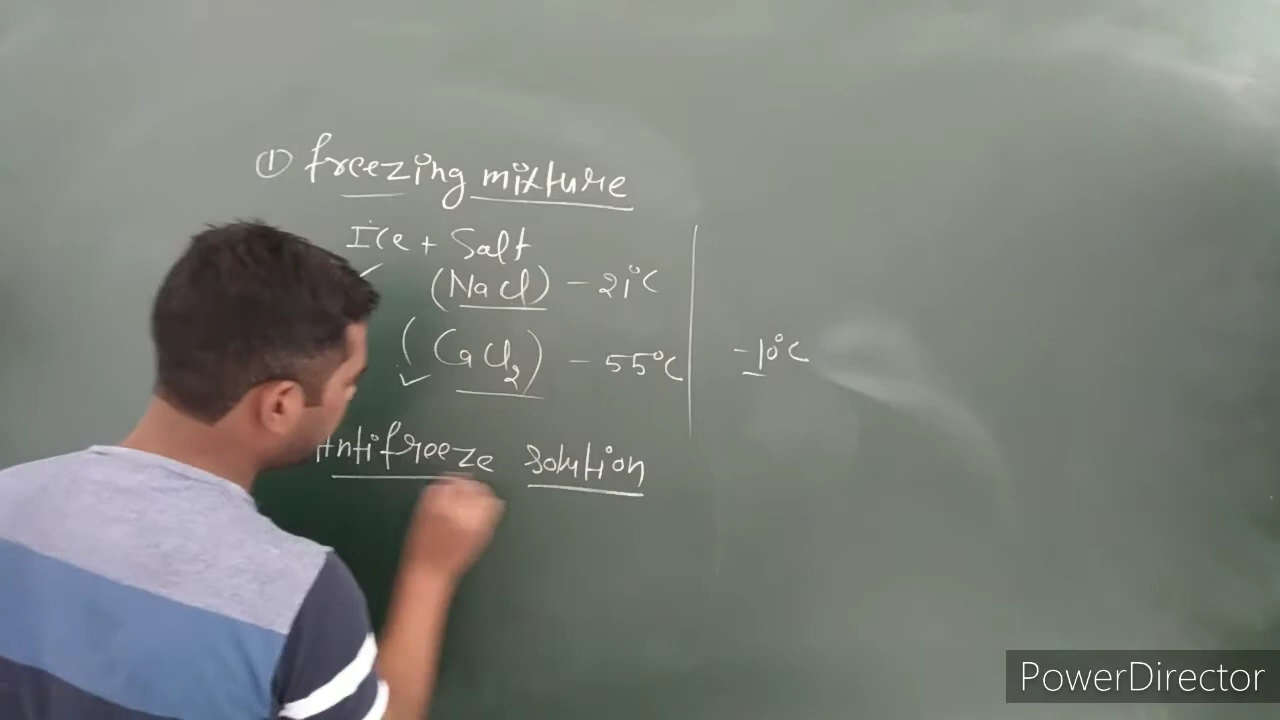 ① freezing mixture
Ice + Salt
(NaCl) - 21°C
(CaCl₂) - 55°C
-10°C
Antifreeze solution
PowerDirector